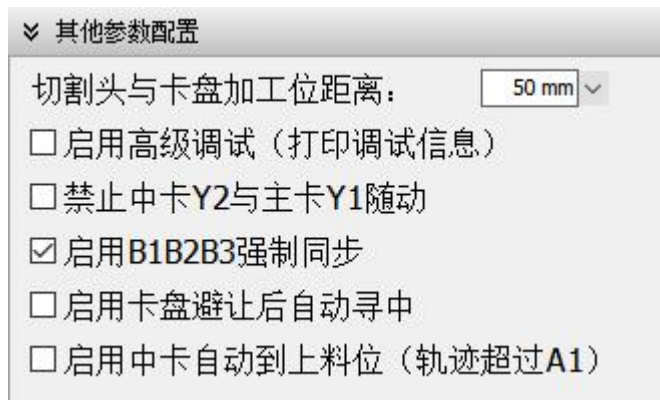 其他参数配置
切割头与卡盘加工位距离： 50 mm
启用高级调试（打印调试信息）
禁止中卡Y2与主卡Y1随动
启用B1B2B3强制同步
启用卡盘避让后自动寻中
启用中卡自动到上料位（轨迹超过A1）